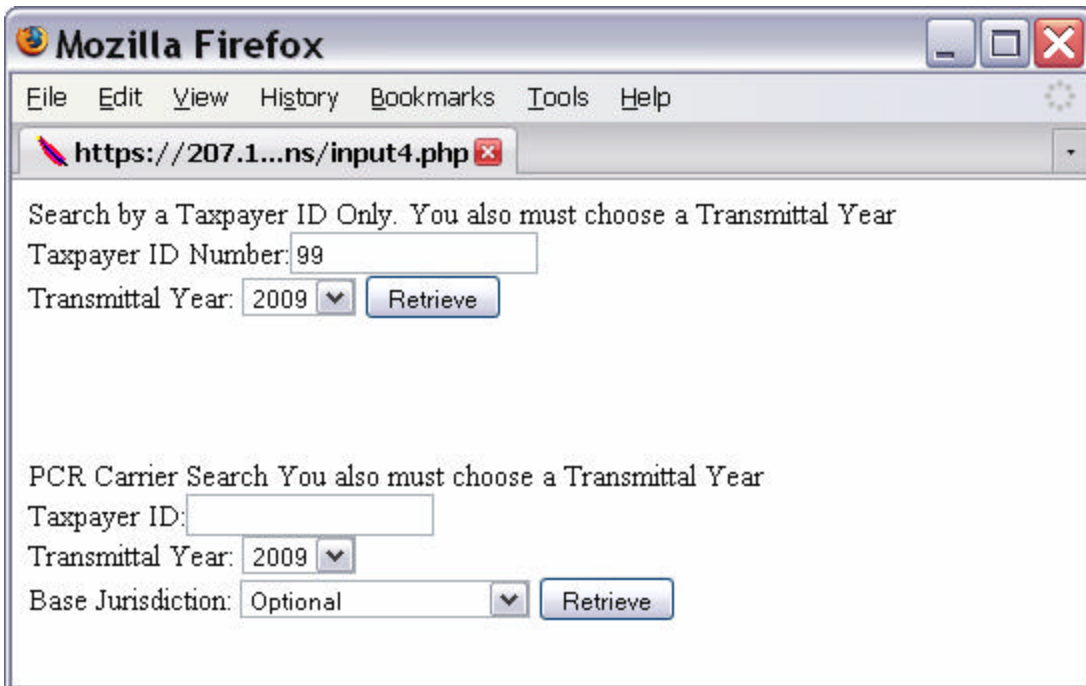 Mozilla Firefox
File Edit View History Bookmarks Tools Help
https://207.1...ns/input4.php
Search by a Taxpayer ID Only. You also must choose a Transmittal Year
Taxpayer ID Number: 99
Transmittal Year: 2009 Retrieve
PCR Carrier Search You also must choose a Transmittal Year
Taxpayer ID:
Transmittal Year: 2009
Base Jurisdiction: Optional Retrieve